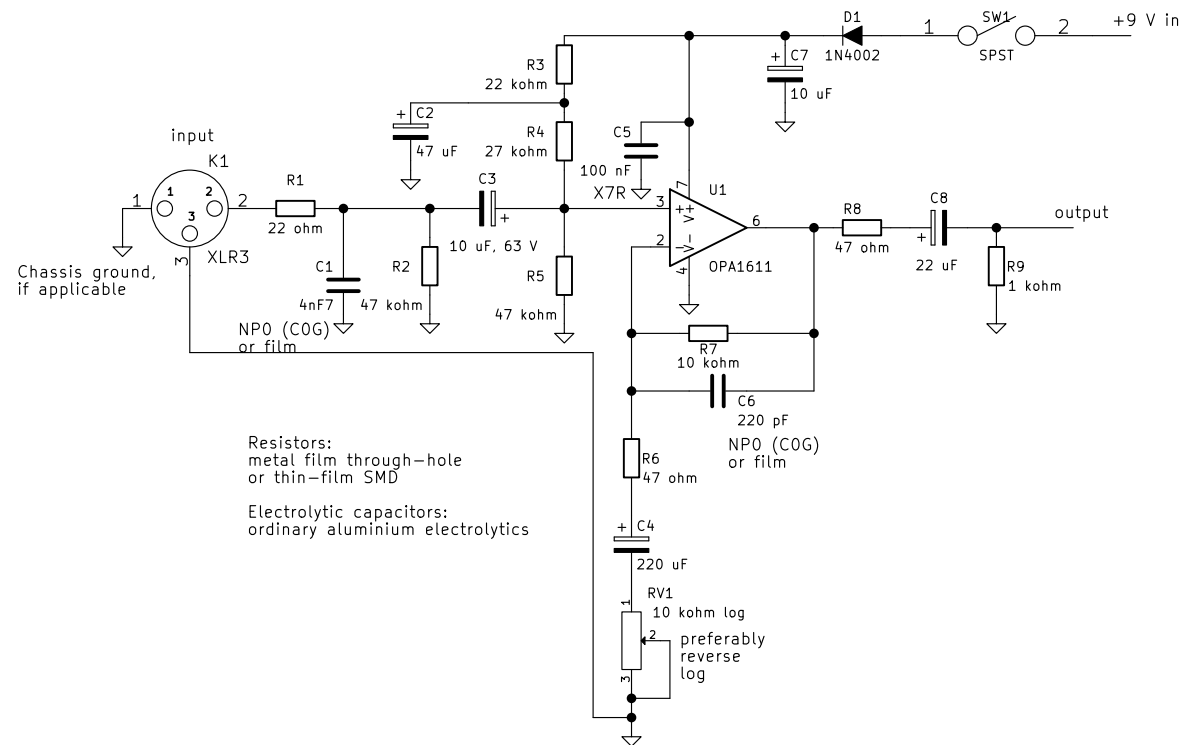 D1
1N4002
1
SW1
2
SPST
+9 V in
R3
22 kohm
+
C7
10 uF
+
C2
47 uF
R4
27 kohm
C5
100 nF
X7R
input
K1
1
1
2
2
3
3
XLR3
R1
22 ohm
C3
+
10 uF, 63 V
3
2
7
4
6
+
V+
−
V−
U1
OPA1611
R8
47 ohm
C8
+
22 uF
output
R9
1 kohm
Chassis ground,
if applicable
C1
4nF7
R2
47 kohm
R5
47 kohm
NP0 (C0G)
or film
R7
10 kohm
C6
220 pF
NP0 (C0G)
or film
Resistors:
metal film through-hole
or thin-film SMD
Electrolytic capacitors:
ordinary aluminium electrolytics
R6
47 ohm
+
C4
220 uF
RV1
10 kohm log
1
2
3
preferably
reverse
log